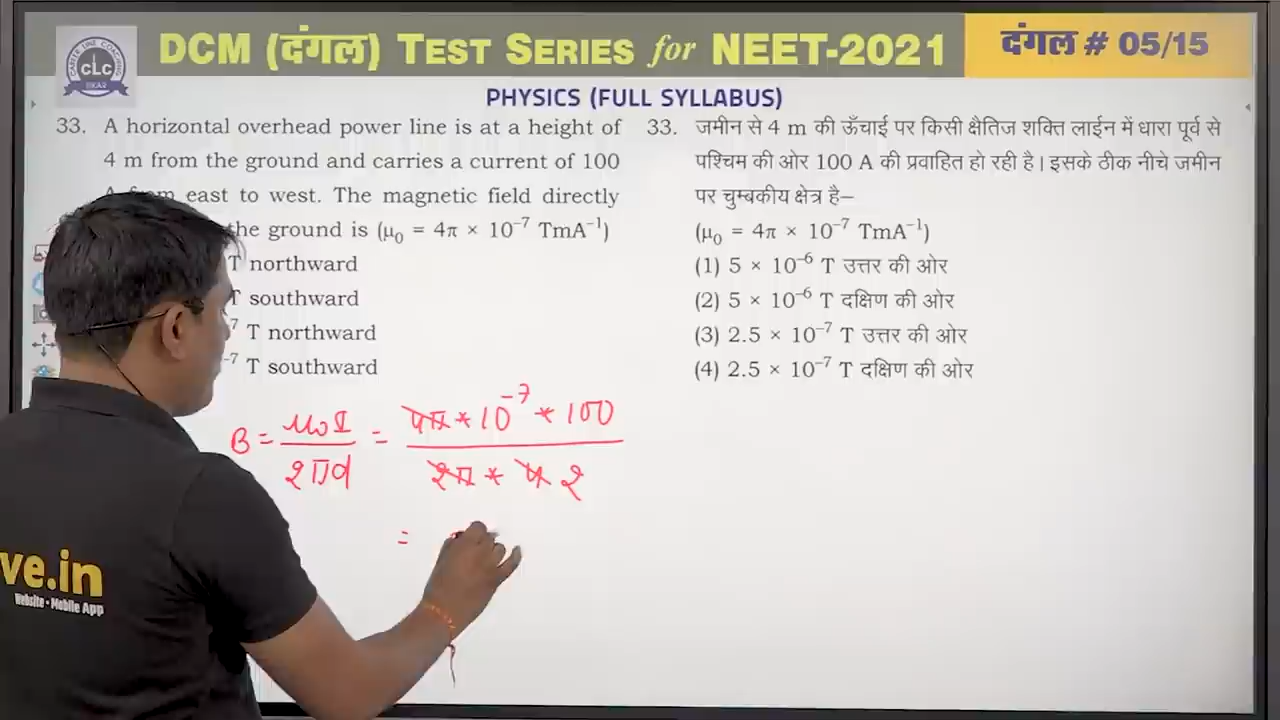 CLC
SIKAR
DCM (दंगल) TEST SERIES for NEET-2021
दंगल # 05/15
PHYSICS (FULL SYLLABUS)
33. A horizontal overhead power line is at a height of
4 m from the ground and carries a current of 100
east to west. The magnetic field directly
the ground is (μ₀ = 4π × 10⁻⁷ TmA⁻¹)
T northward
T southward
⁷ T northward
⁻⁷ T southward
33. जमीन से 4 m की ऊँचाई पर किसी क्षैतिज शक्ति लाईन में धारा पूर्व से
पश्चिम की ओर 100 A की प्रवाहित हो रही है। इसके ठीक नीचे जमीन
पर चुम्बकीय क्षेत्र है–
(μ₀ = 4π × 10⁻⁷ TmA⁻¹)
(1) 5 × 10⁻⁶ T उत्तर की ओर
(2) 5 × 10⁻⁶ T दक्षिण की ओर
(3) 2.5 × 10⁻⁷ T उत्तर की ओर
(4) 2.5 × 10⁻⁷ T दक्षिण की ओर
B = μ₀I / 2πd = 4π * 10⁻⁷ * 100 / 2π * 4 2
=
ve.in
Website • Mobile App